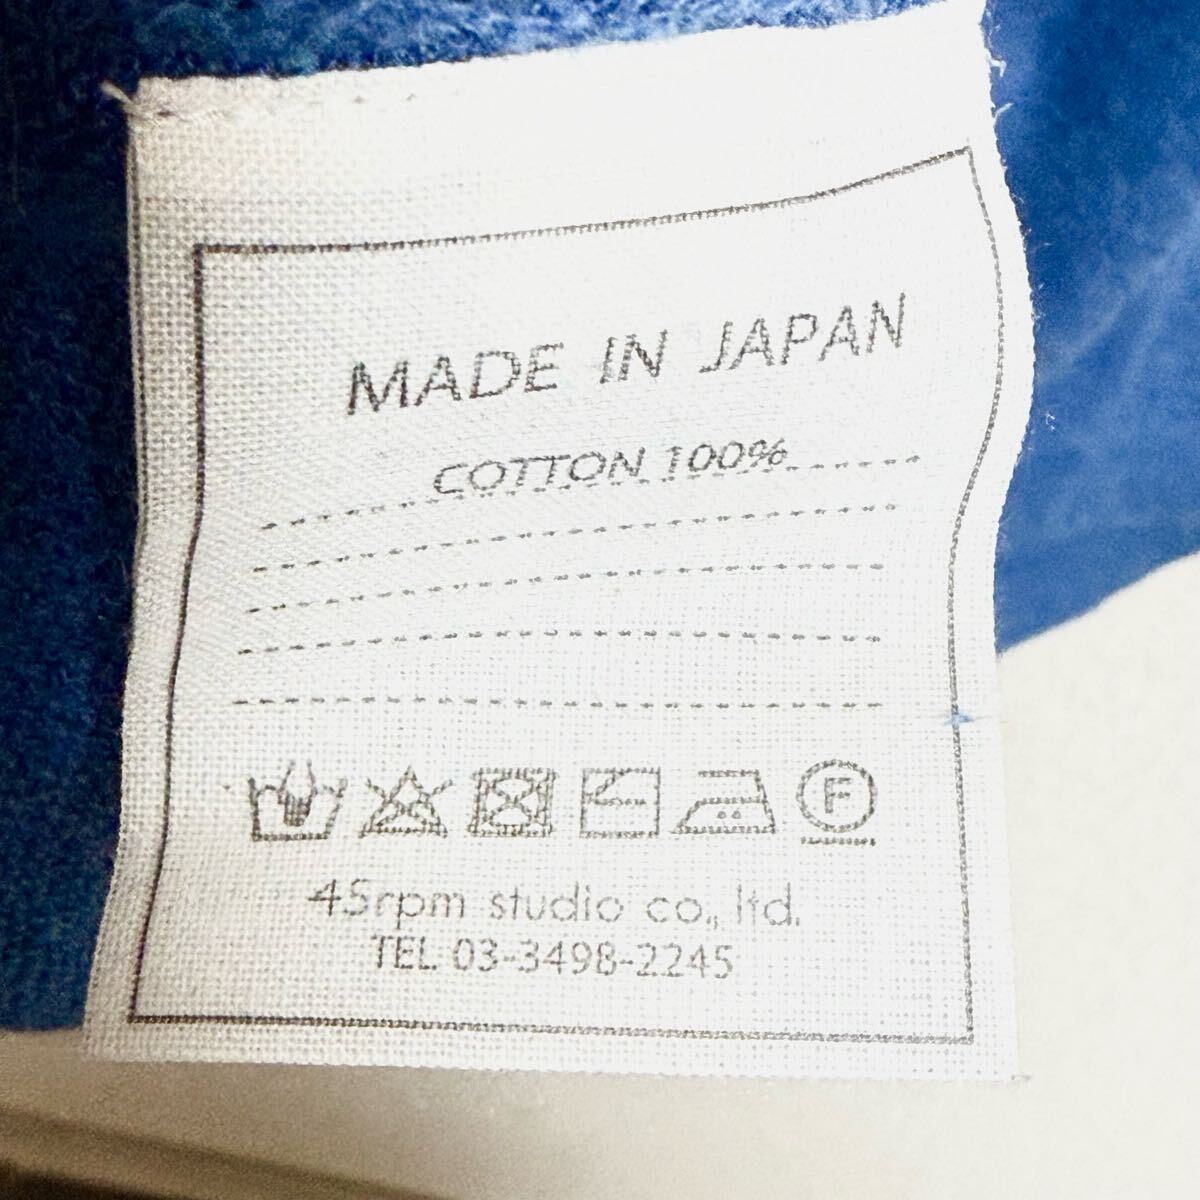 MADE IN JAPAN
COTTON 100%
F
45rpm studio co., ltd.
TEL 03-3498-2245